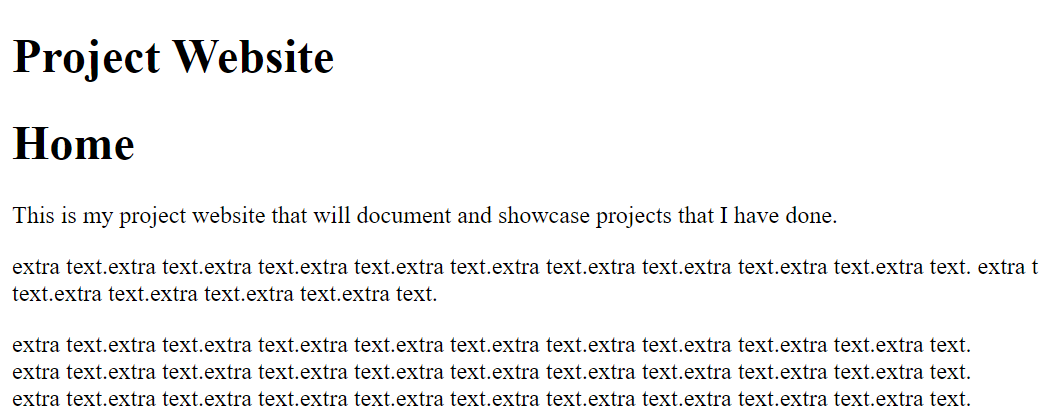 Project Website
Home
This is my project website that will document and showcase projects that I have done.
extra text.extra text.extra text.extra text.extra text.extra text.extra text.extra text.extra text.extra text. extra t
text.extra text.extra text.extra text.extra text.
extra text.extra text.extra text.extra text.extra text.extra text.extra text.extra text.extra text.extra text.
extra text.extra text.extra text.extra text.extra text.extra text.extra text.extra text.extra text.extra text.
extra text.extra text.extra text.extra text.extra text.extra text.extra text.extra text.extra text.extra text.